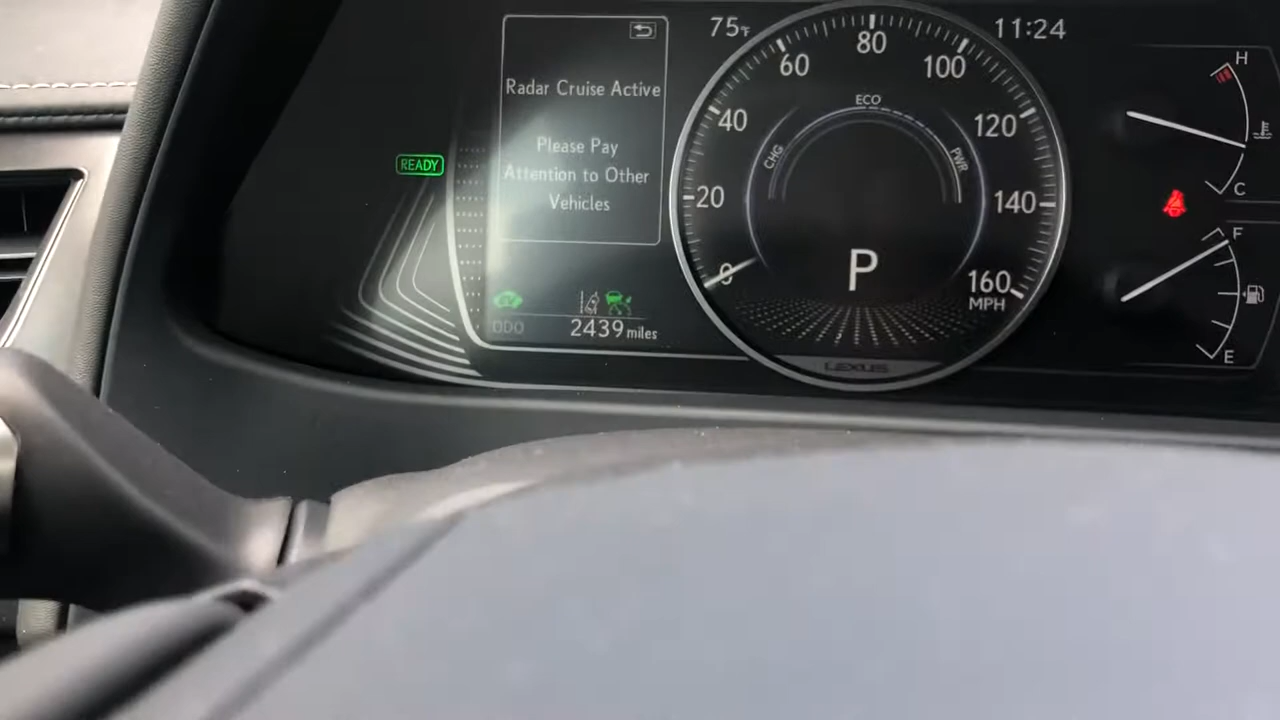 75°F
11:24
Radar Cruise Active
Please Pay
Attention to Other
Vehicles
READY
EV
ODO
2439 miles
0
20
40
60
80
100
120
140
160
MPH
CHG
ECO
PWR
P
LEXUS
H
C
F
E